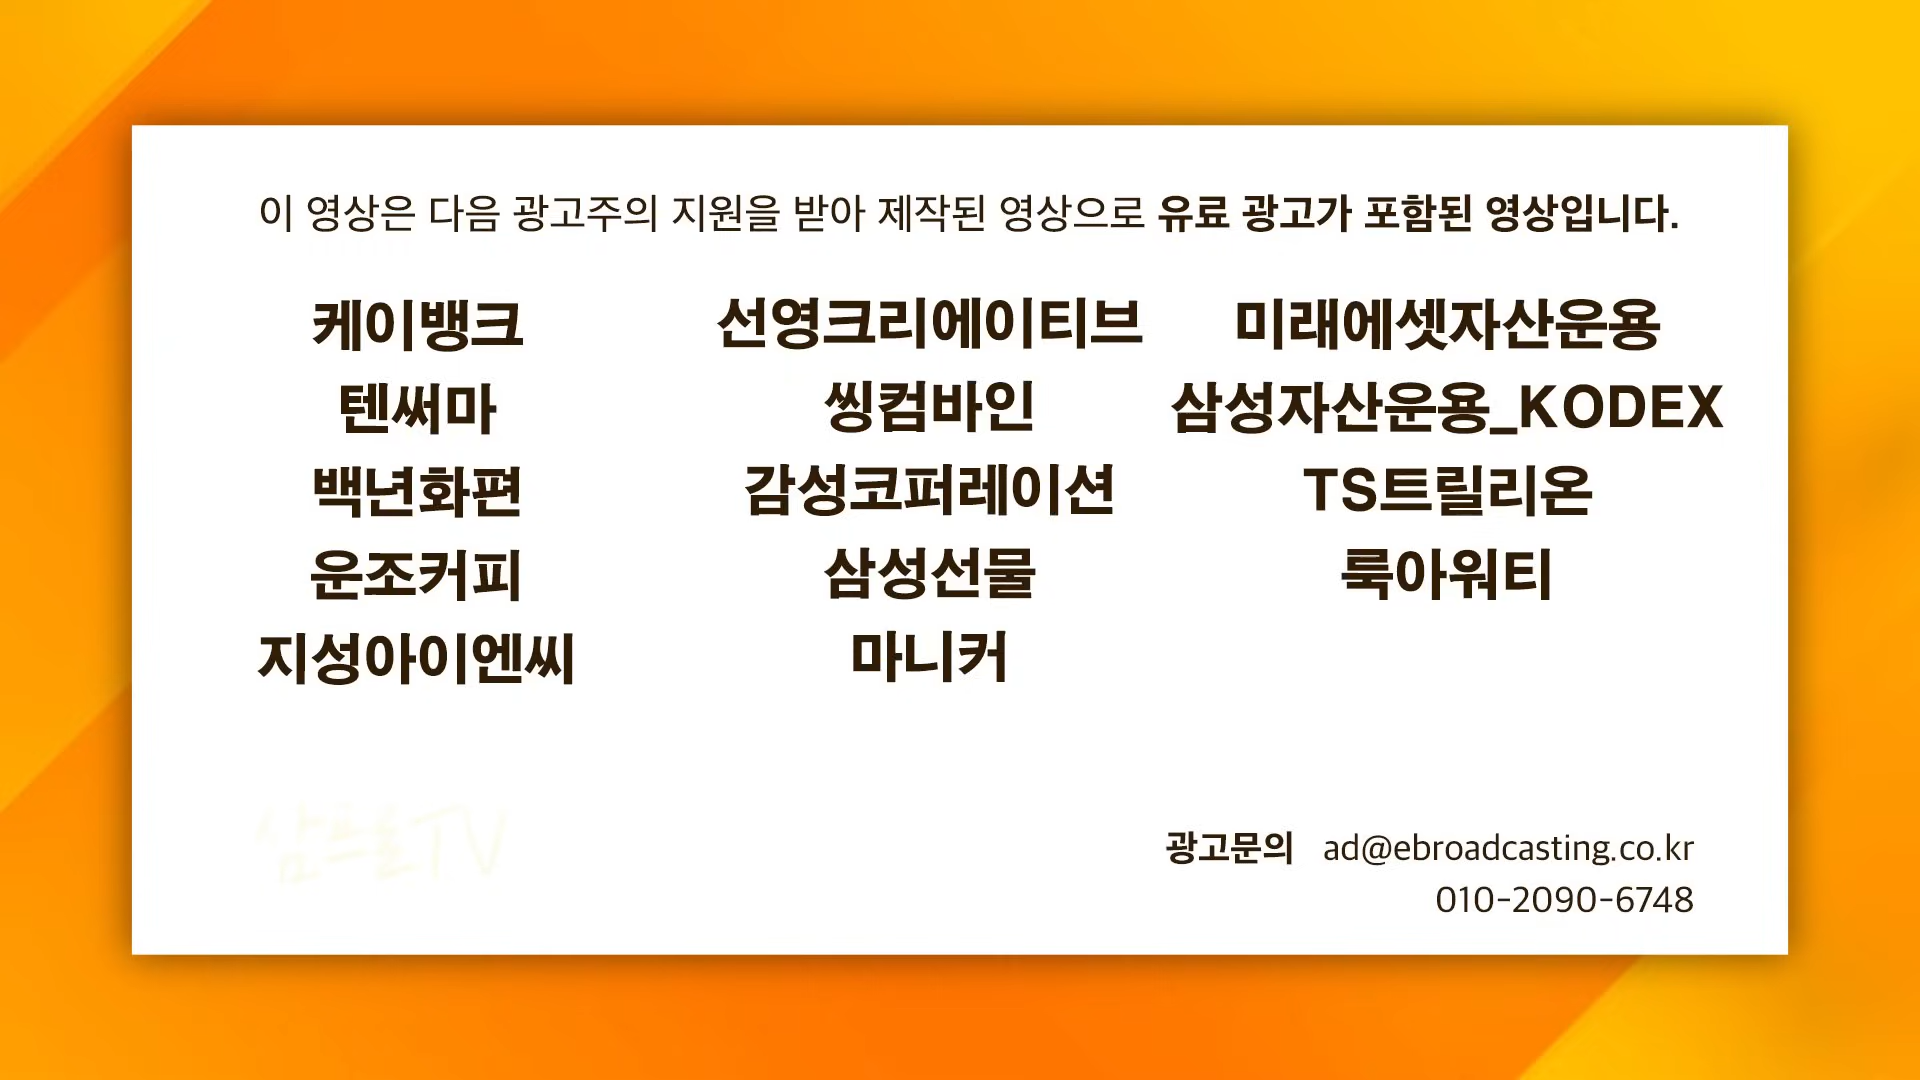 이 영상은 다음 광고주의 지원을 받아 제작된 영상으로 유료 광고가 포함된 영상입니다.
케이뱅크 선영크리에이티브 미래에셋자산운용
텐써마 씽컴바인 삼성자산운용_KODEX
백년화편 감성코퍼레이션 TS트릴리온
운조커피 삼성선물 룩아워티
지성아이엔씨 마니커
삼프로TV
광고문의 ad@ebroadcasting.co.kr
010-2090-6748